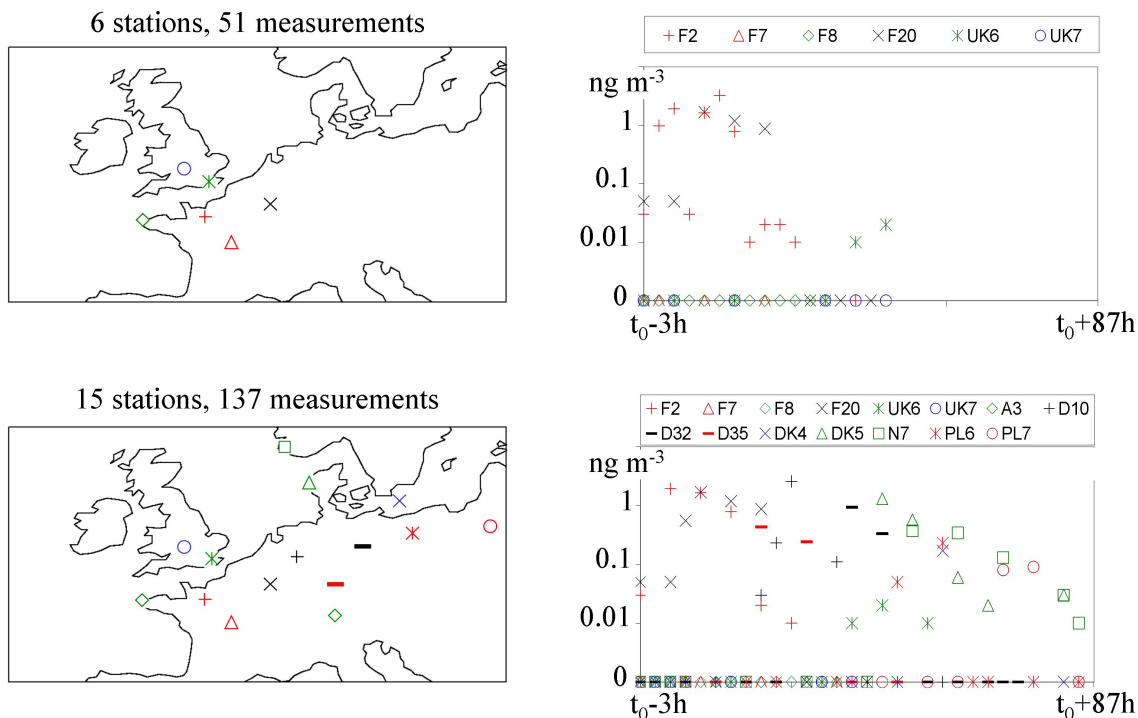 6 stations, 51 measurements
F2 F7 F8 F20 UK6 UK7
ng m⁻³
1
0.1
0.01
0
t₀-3h t₀+87h
15 stations, 137 measurements
F2 F7 F8 F20 UK6 UK7 A3 D10
D32 D35 DK4 DK5 N7 PL6 PL7
ng m⁻³
1
0.1
0.01
0
t₀-3h t₀+87h